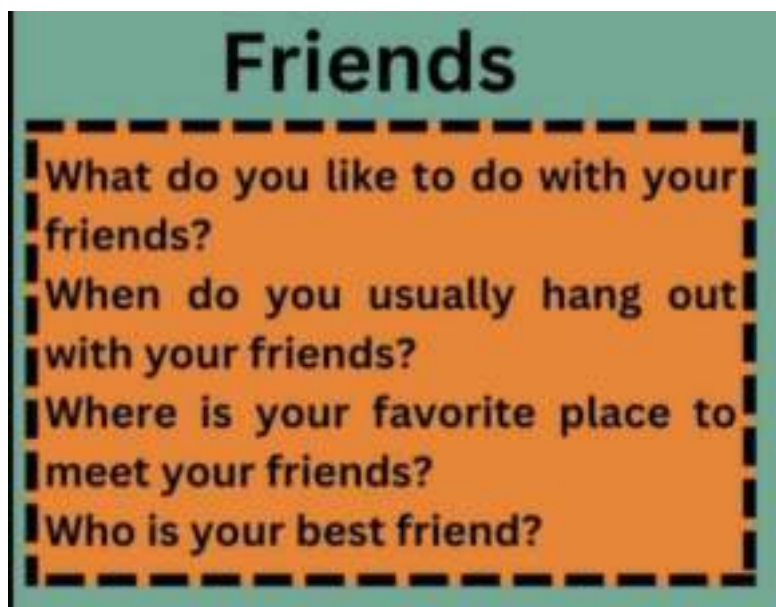 Friends
What do you like to do with your
friends?
When do you usually hang out
with your friends?
Where is your favorite place to
meet your friends?
Who is your best friend?